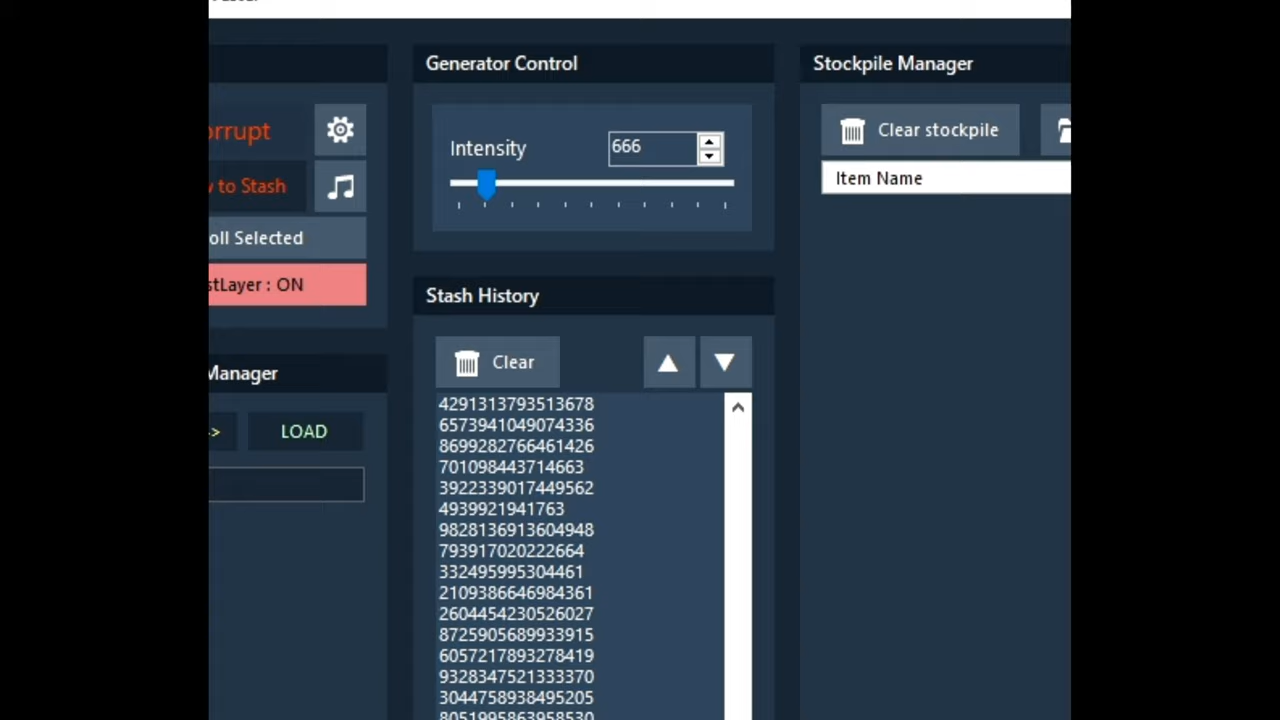 Generator Control
Stockpile Manager
orrupt
Intensity
666
Clear stockpile
to Stash
Item Name
oll Selected
stLayer : ON
Stash History
Clear
Manager
LOAD
4291313793513678
6573941049074336
8699282766461426
701098443714663
3922339017449562
4939921941763
9828136913604948
793917020222664
332495995304461
2109386646984361
2604454230526027
8725905689933915
6057217893278419
9328347521333370
3044758938495205
8051995863958530